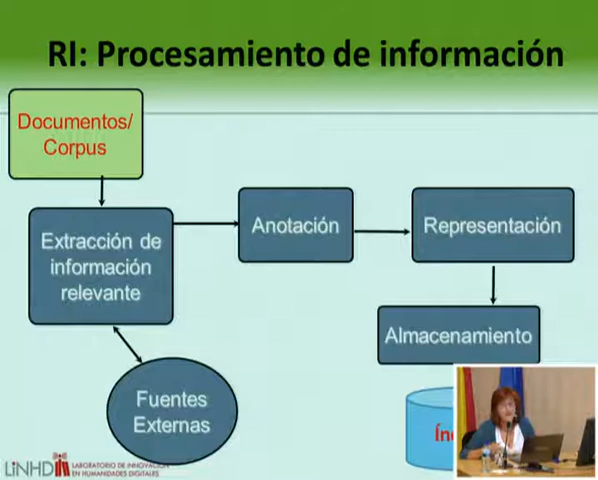 RI: Procesamiento de información
Documentos/
Corpus
Extracción de
información
relevante
Anotación
Representación
Almacenamiento
Fuentes
Externas
LiNHD
LABORATORIO DE INNOVACIÓN
EN HUMANIDADES DIGITALES